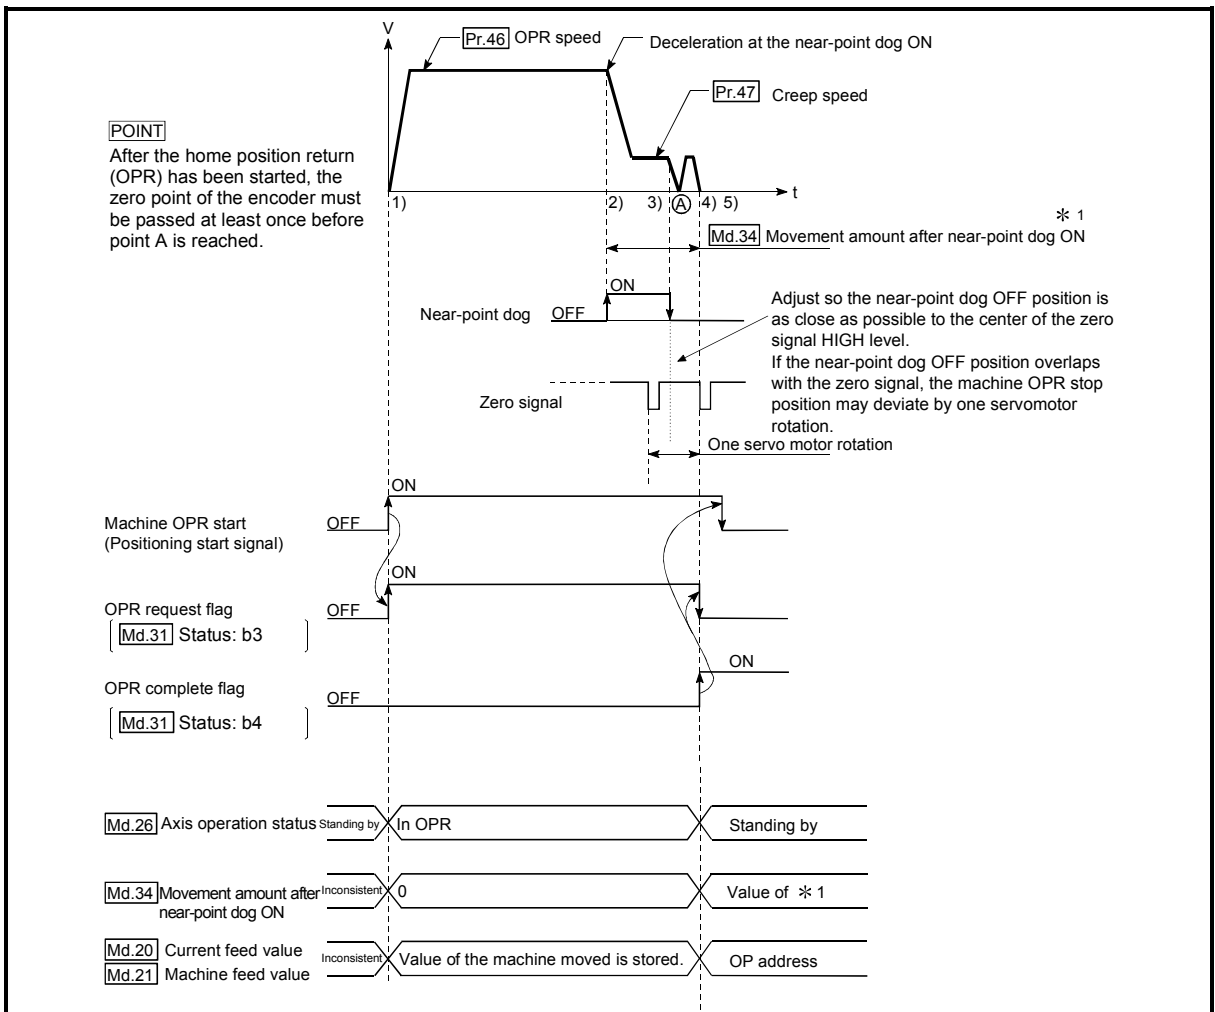 V
Pr.46 OPR speed
Deceleration at the near-point dog ON
Pr.47 Creep speed
POINT
After the home position return
(OPR) has been started, the
zero point of the encoder must
be passed at least once before
point A is reached.
t
1) 2) 3) A 4) 5)
* 1
Md.34 Movement amount after near-point dog ON
ON
Near-point dog OFF
Adjust so the near-point dog OFF position is
as close as possible to the center of the zero
signal HIGH level.
If the near-point dog OFF position overlaps
with the zero signal, the machine OPR stop
position may deviate by one servomotor
rotation.
Zero signal
One servo motor rotation
ON
Machine OPR start
(Positioning start signal)
OFF
ON
OPR request flag
OFF
Md.31 Status: b3
ON
OPR complete flag
OFF
Md.31 Status: b4
Md.26 Axis operation status Standing by In OPR Standing by
Md.34 Movement amount after
near-point dog ON
Inconsistent 0 Value of * 1
Md.20 Current feed value
Md.21 Machine feed value
Inconsistent Value of the machine moved is stored. OP address